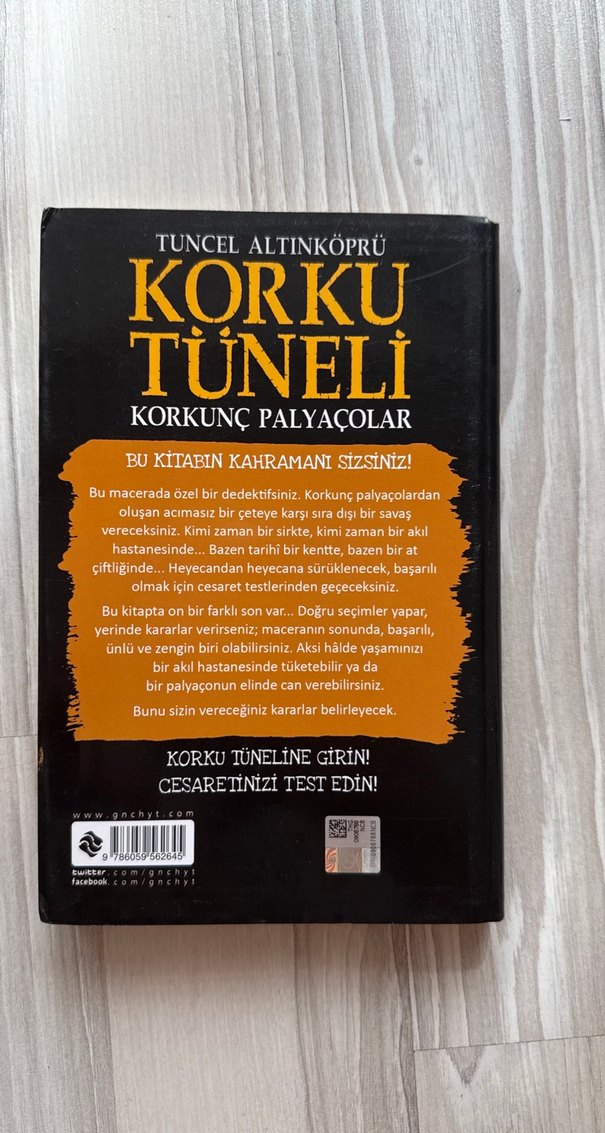 TUNCEL ALTINKÖPRÜ
KORKU
TÜNELİ
KORKUNÇ PALYAÇOLAR
BU KİTABIN KAHRAMANI SİZSİNİZ!
Bu macerada özel bir dedektifsiniz. Korkunç palyaçolardan
oluşan acımasız bir çeteye karşı sıra dışı bir savaş
vereceksiniz. Kimi zaman bir sirkte, kimi zaman bir akıl
hastanesinde... Bazen tarihî bir kentte, bazen bir at
çiftliğinde... Heyecandan heyecana sürüklenecek, başarılı
olmak için cesaret testlerinden geçeceksiniz.
Bu kitapta on bir farklı son var... Doğru seçimler yapar,
yerinde kararlar verirseniz; maceranın sonunda, başarılı,
ünlü ve zengin biri olabilirsiniz. Aksi hâlde yaşamınızı
bir akıl hastanesinde tüketebilir ya da
bir palyaçonun elinde can verebilirsiniz.
Bunu sizin vereceğiniz kararlar belirleyecek.
KORKU TÜNELİNE GİRİN!
CESARETİNİZİ TEST EDİN!
www.gnchyt.com
9 786059 562645
twitter.com/gnchyt
facebook.com/gnchyt